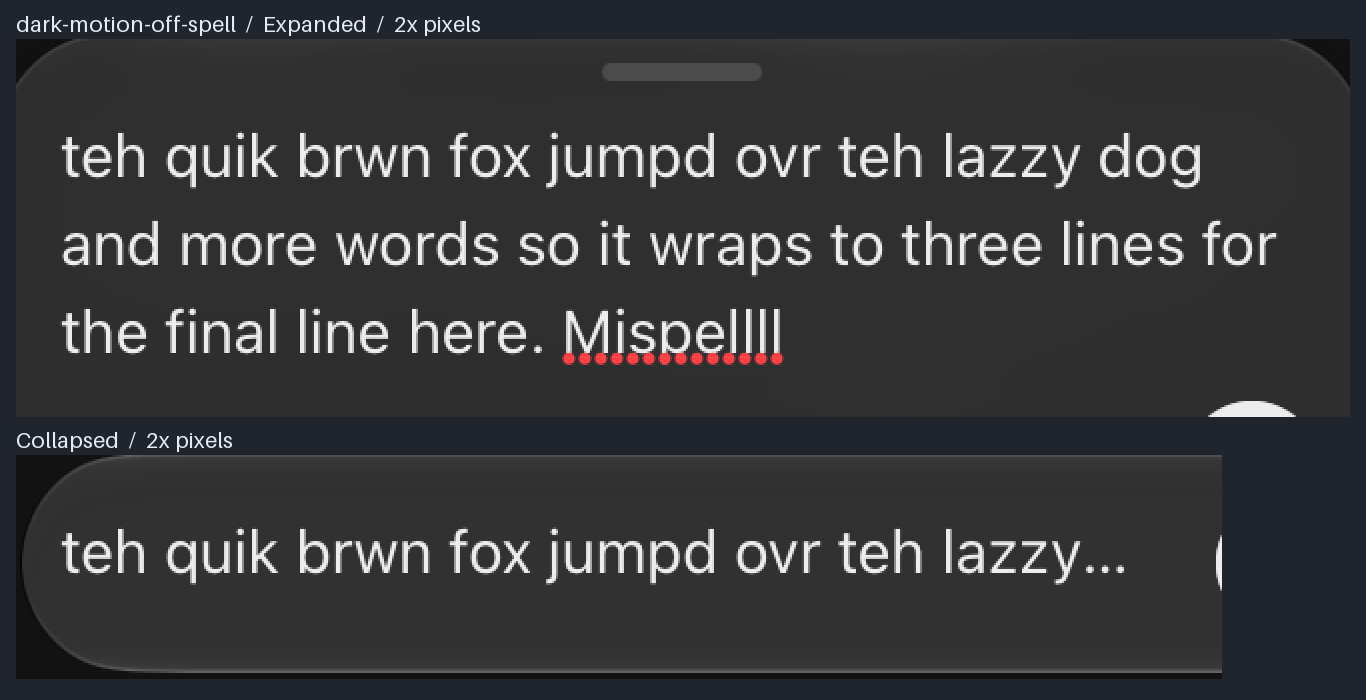 dark-motion-off-spell / Expanded / 2x pixels
teh quik brwn fox jumpd ovr teh lazzy dog
and more words so it wraps to three lines for
the final line here. Mispellll
Collapsed / 2x pixels
teh quik brwn fox jumpd ovr teh lazzy...